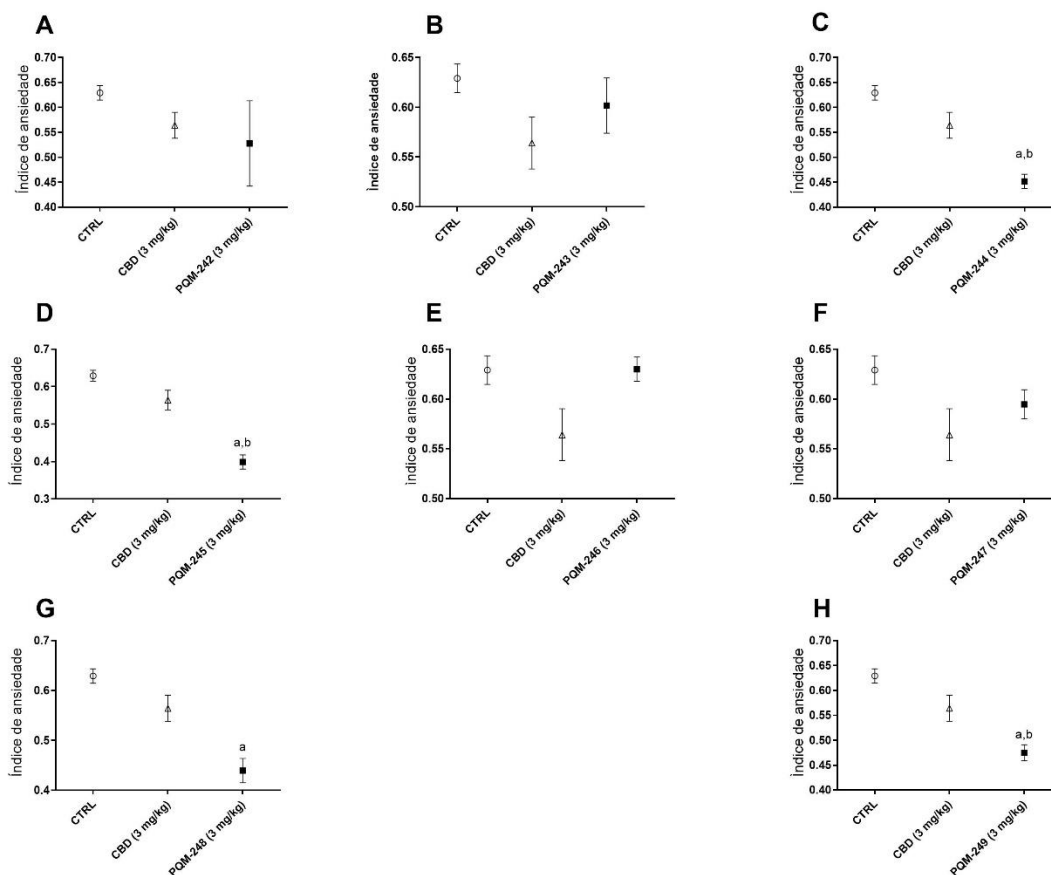 A
Índice de ansiedade
0.70
0.65
0.60
0.55
0.50
0.45
0.40
CTRL
CBD (3 mg/kg)
PQM-242 (3 mg/kg)
B
Índice de ansiedade
0.65
0.60
0.55
0.50
CTRL
CBD (3 mg/kg)
PQM-243 (3 mg/kg)
C
Índice de ansiedade
0.70
0.65
0.60
0.55
0.50
0.45
0.40
a,b
CTRL
CBD (3 mg/kg)
PQM-244 (3 mg/kg)
D
Índice de ansiedade
0.7
0.6
0.5
0.4
0.3
a,b
CTRL
CBD (3 mg/kg)
PQM-245 (3 mg/kg)
E
Índice de ansiedade
0.65
0.60
0.55
0.50
CTRL
CBD (3 mg/kg)
PQM-246 (3 mg/kg)
F
Índice de ansiedade
0.65
0.60
0.55
0.50
CTRL
CBD (3 mg/kg)
PQM-247 (3 mg/kg)
G
Índice de ansiedade
0.7
0.6
0.5
0.4
a
CTRL
CBD (3 mg/kg)
PQM-248 (3 mg/kg)
H
Índice de ansiedade
0.70
0.65
0.60
0.55
0.50
0.45
0.40
a,b
CTRL
CBD (3 mg/kg)
PQM-249 (3 mg/kg)